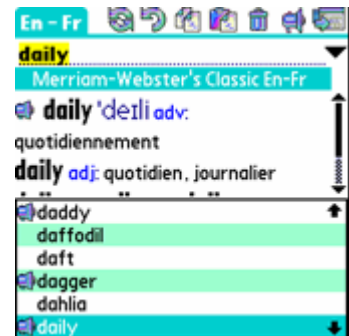 En - Fr
daily
Merriam-Webster's Classic En-Fr
daily 'deɪli adv:
quotidiennement
daily adj: quotidien, journalier
daddy
daffodil
daft
dagger
dahlia
daily